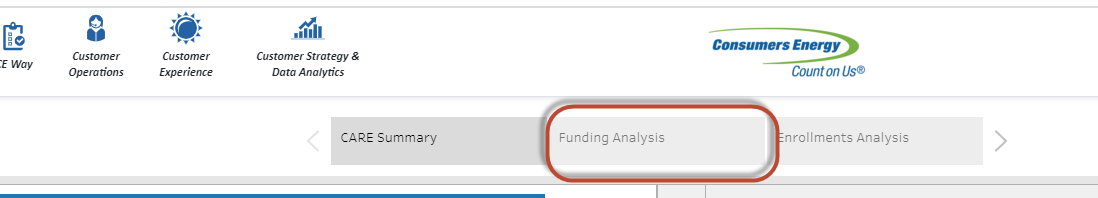 CE Way
Customer
Operations
Customer
Experience
Customer Strategy &
Data Analytics
Consumers Energy
Count on Us®
CARE Summary
Funding Analysis
Enrollments Analysis